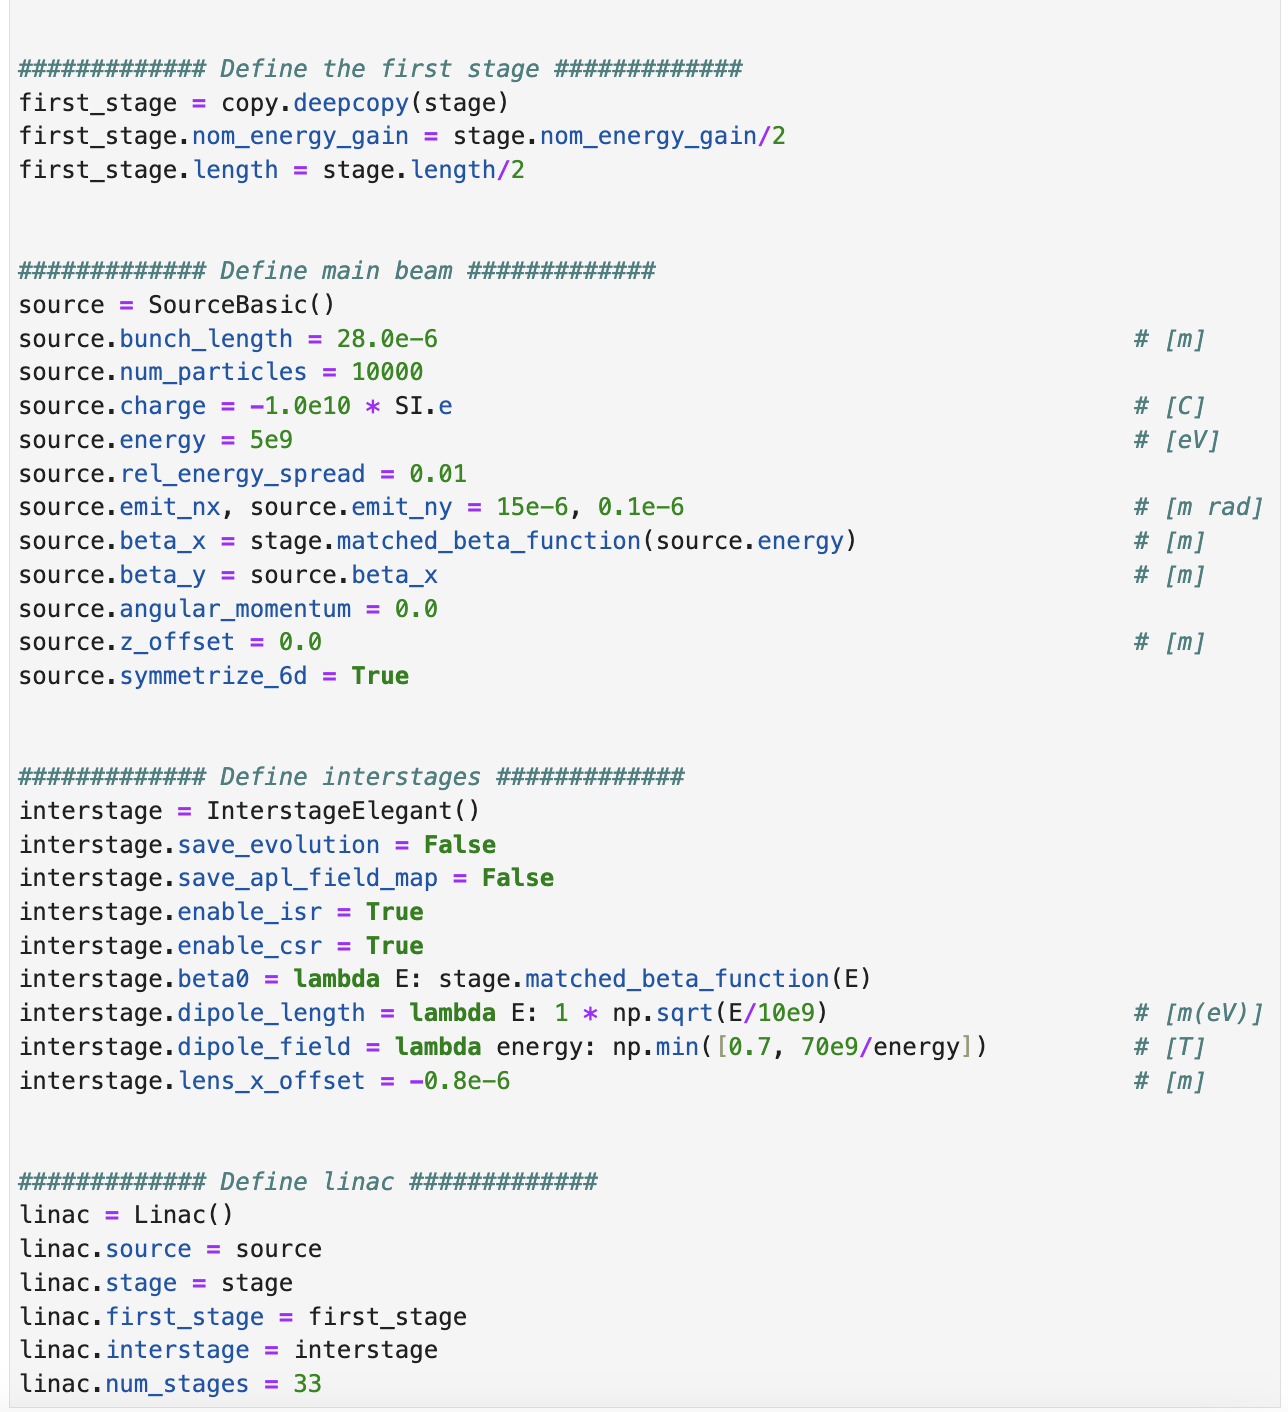 ############# Define the first stage #############
first_stage = copy.deepcopy(stage)
first_stage.nom_energy_gain = stage.nom_energy_gain/2
first_stage.length = stage.length/2
############# Define main beam #############
source = SourceBasic()
source.bunch_length = 28.0e-6 # [m]
source.num_particles = 10000
source.charge = -1.0e10 * SI.e # [C]
source.energy = 5e9 # [eV]
source.rel_energy_spread = 0.01
source.emit_nx, source.emit_ny = 15e-6, 0.1e-6 # [m rad]
source.beta_x = stage.matched_beta_function(source.energy) # [m]
source.beta_y = source.beta_x # [m]
source.angular_momentum = 0.0
source.z_offset = 0.0 # [m]
source.symmetrize_6d = True
############# Define interstages #############
interstage = InterstageElegant()
interstage.save_evolution = False
interstage.save_apl_field_map = False
interstage.enable_isr = True
interstage.enable_csr = True
interstage.beta0 = lambda E: stage.matched_beta_function(E)
interstage.dipole_length = lambda E: 1 * np.sqrt(E/10e9) # [m(eV)]
interstage.dipole_field = lambda energy: np.min([0.7, 70e9/energy]) # [T]
interstage.lens_x_offset = -0.8e-6 # [m]
############# Define linac #############
linac = Linac()
linac.source = source
linac.stage = stage
linac.first_stage = first_stage
linac.interstage = interstage
linac.num_stages = 33